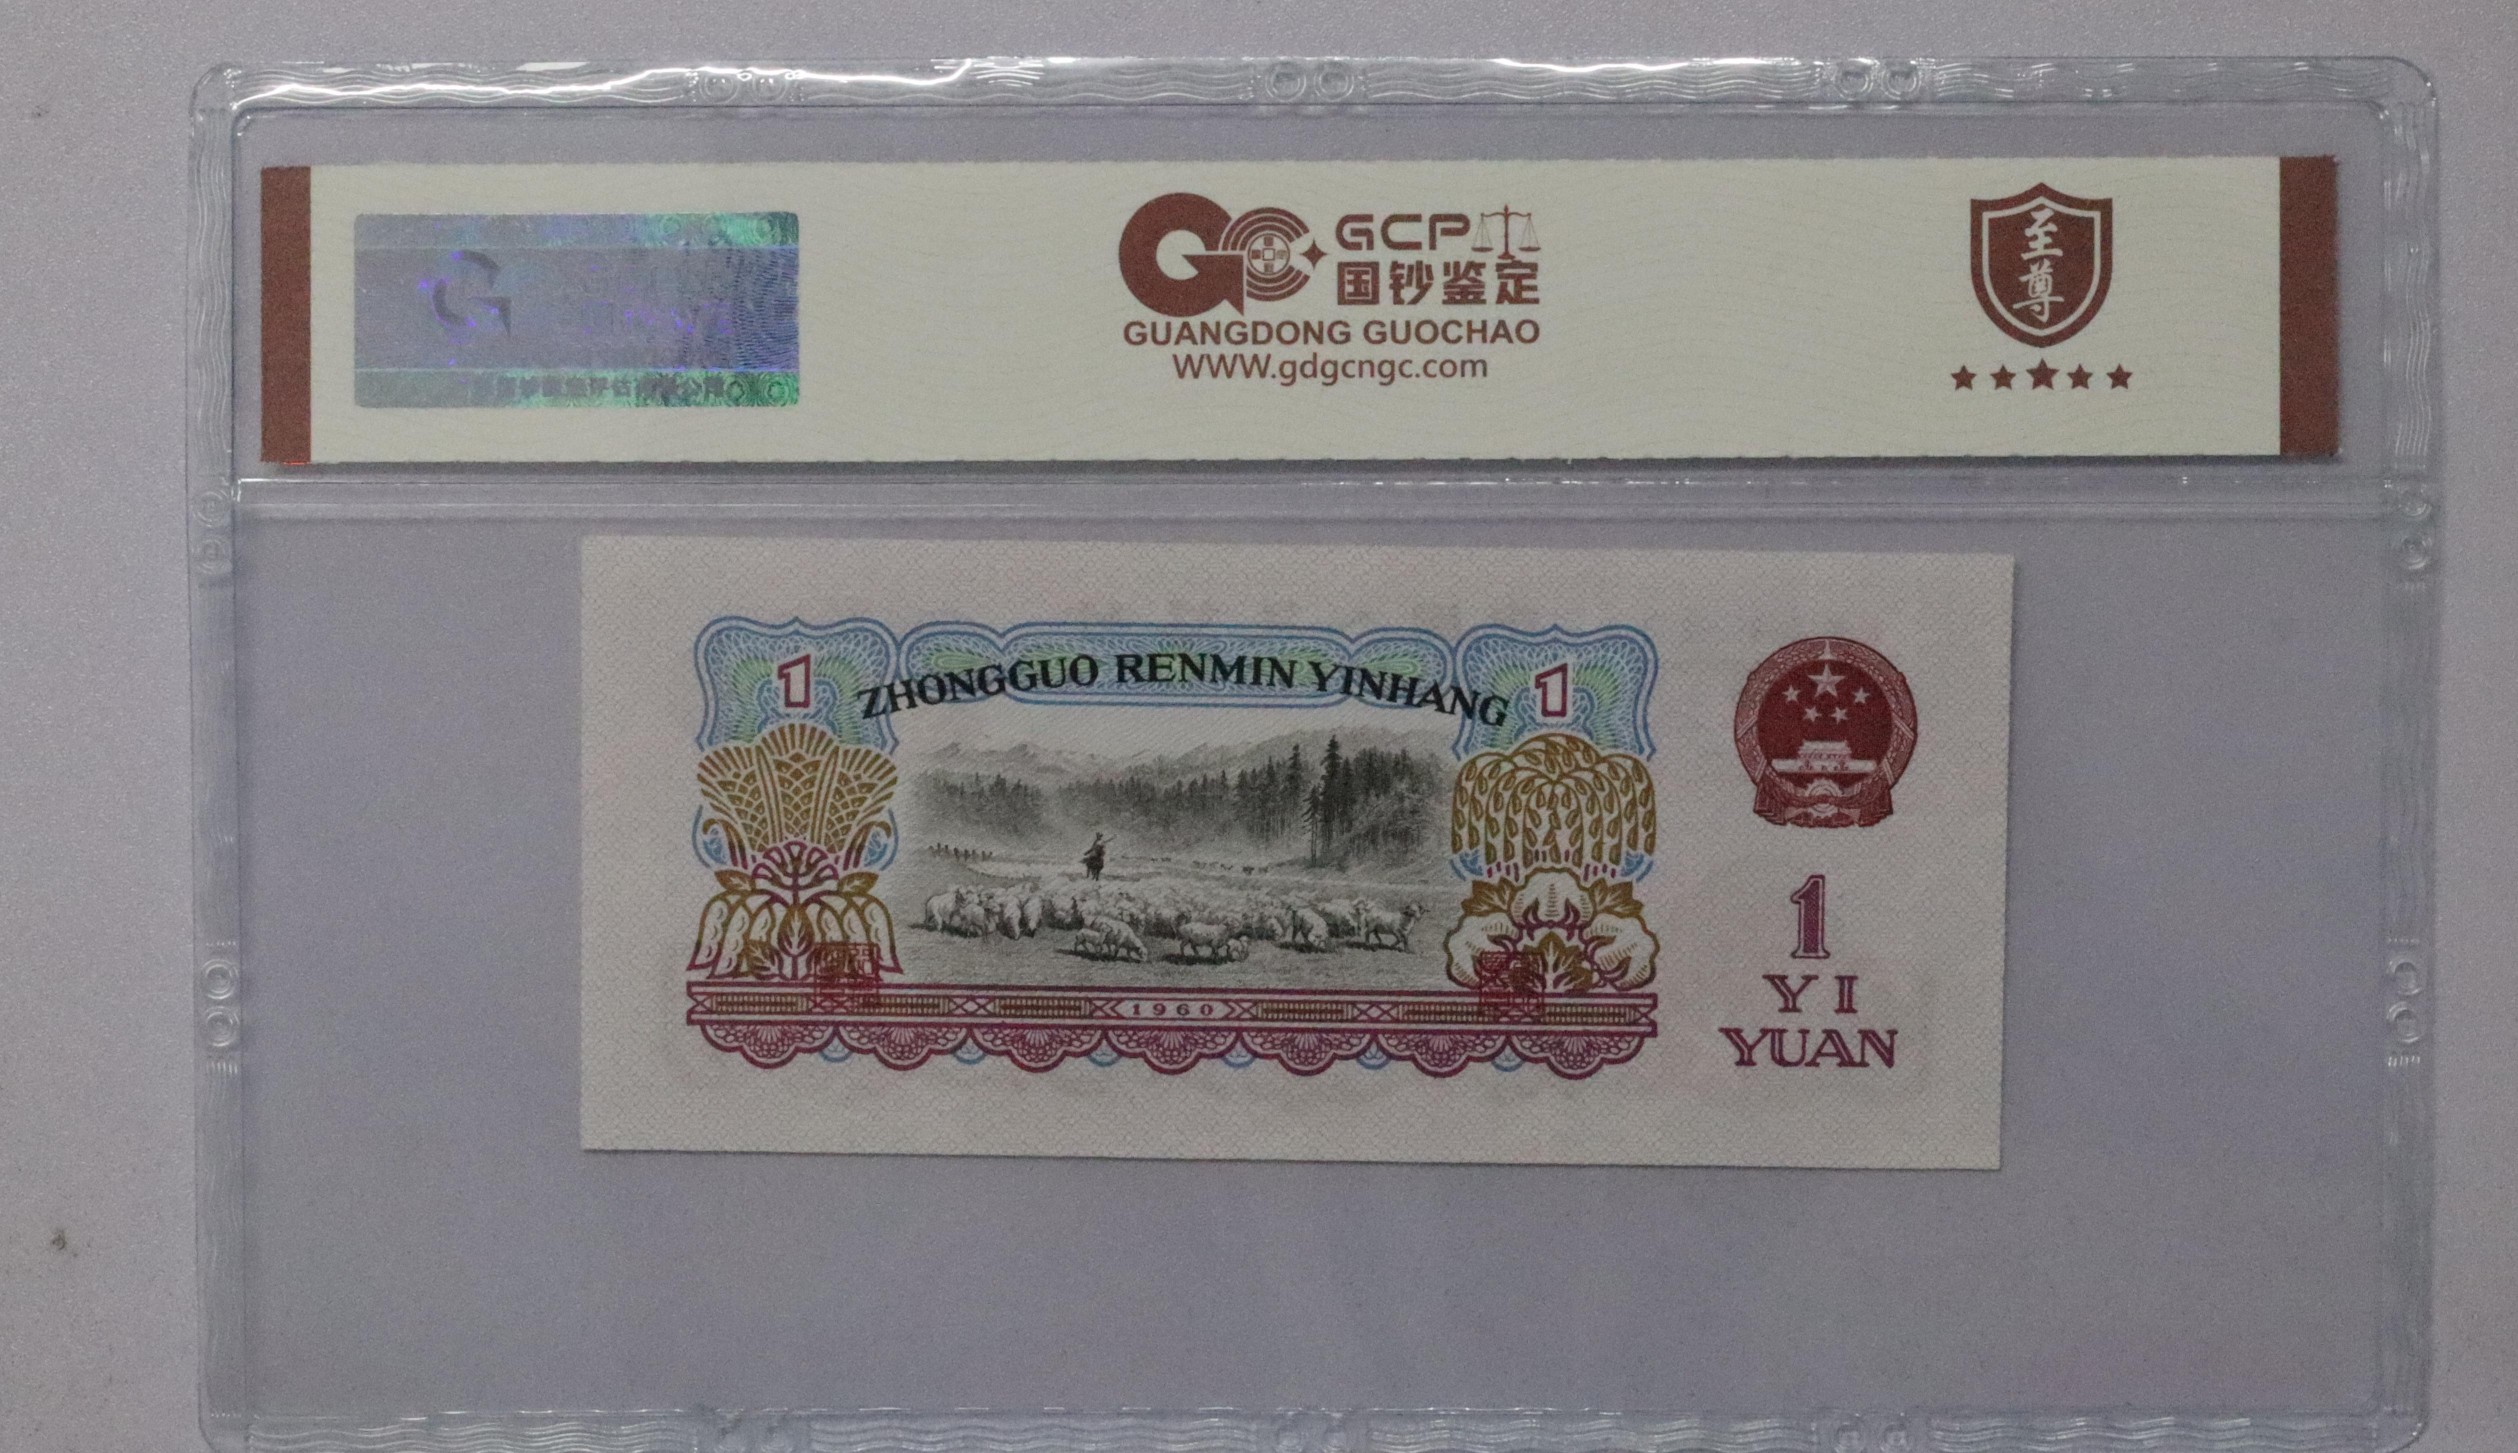 GCP
国钞鉴定
GUANGDONG GUOCHAO
WWW.gdgcngc.com
至
尊
G
1
ZHONGGUO RENMIN YINHANG
1
1960
1
YI
YUAN